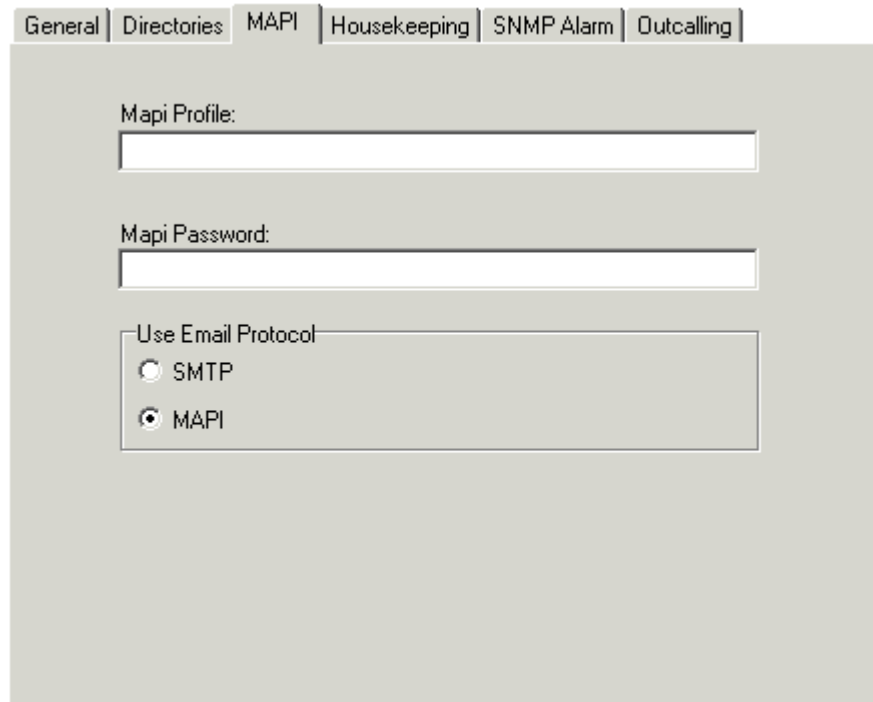 General Directories MAPI Housekeeping SNMP Alarm Outcalling
Mapi Profile:
Mapi Password:
Use Email Protocol
SMTP
MAPI